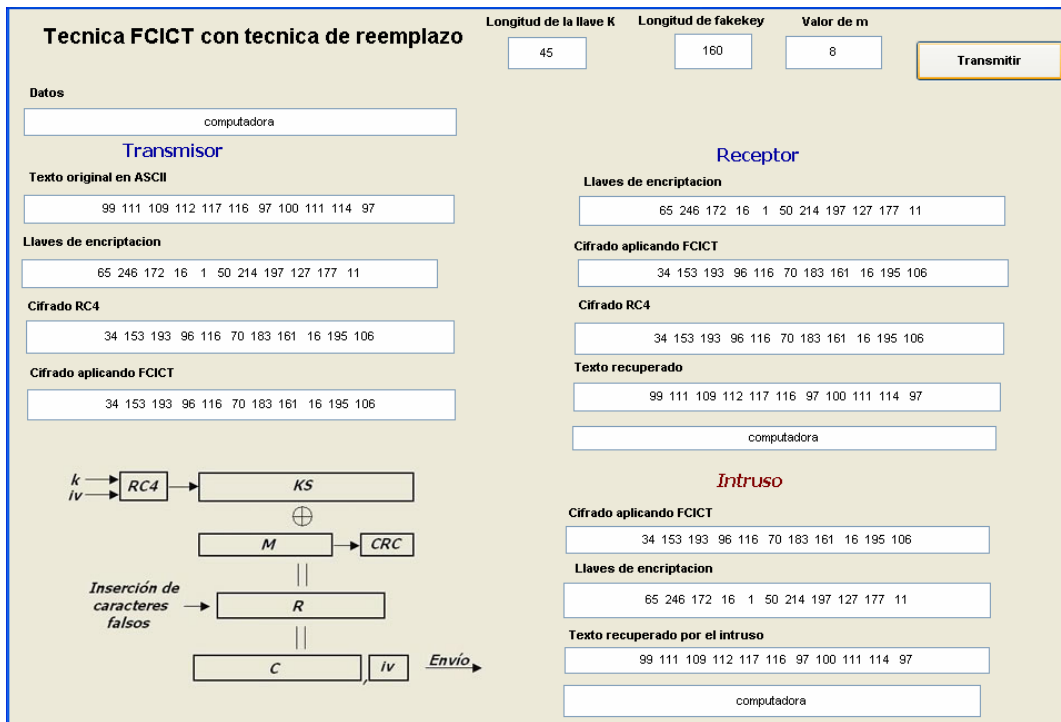 Tecnica FCICT con tecnica de reemplazo
Longitud de la llave K
45
Longitud de fakekey
160
Valor de m
8
Transmitir
Datos
computadora
Transmisor
Texto original en ASCII
99 111 109 112 117 116 97 100 111 114 97
Llaves de encriptacion
65 246 172 16 1 50 214 197 127 177 11
Cifrado RC4
34 153 193 96 116 70 183 161 16 195 106
Cifrado aplicando FCICT
34 153 193 96 116 70 183 161 16 195 106
k
iv
RC4
KS
M
CRC
Inserción de
caracteres
falsos
R
C
, iv
Envío
Receptor
Llaves de encriptacion
65 246 172 16 1 50 214 197 127 177 11
Cifrado aplicando FCICT
34 153 193 96 116 70 183 161 16 195 106
Cifrado RC4
34 153 193 96 116 70 183 161 16 195 106
Texto recuperado
99 111 109 112 117 116 97 100 111 114 97
computadora
Intruso
Cifrado aplicando FCICT
34 153 193 96 116 70 183 161 16 195 106
Llaves de encriptacion
65 246 172 16 1 50 214 197 127 177 11
Texto recuperado por el intruso
99 111 109 112 117 116 97 100 111 114 97
computadora